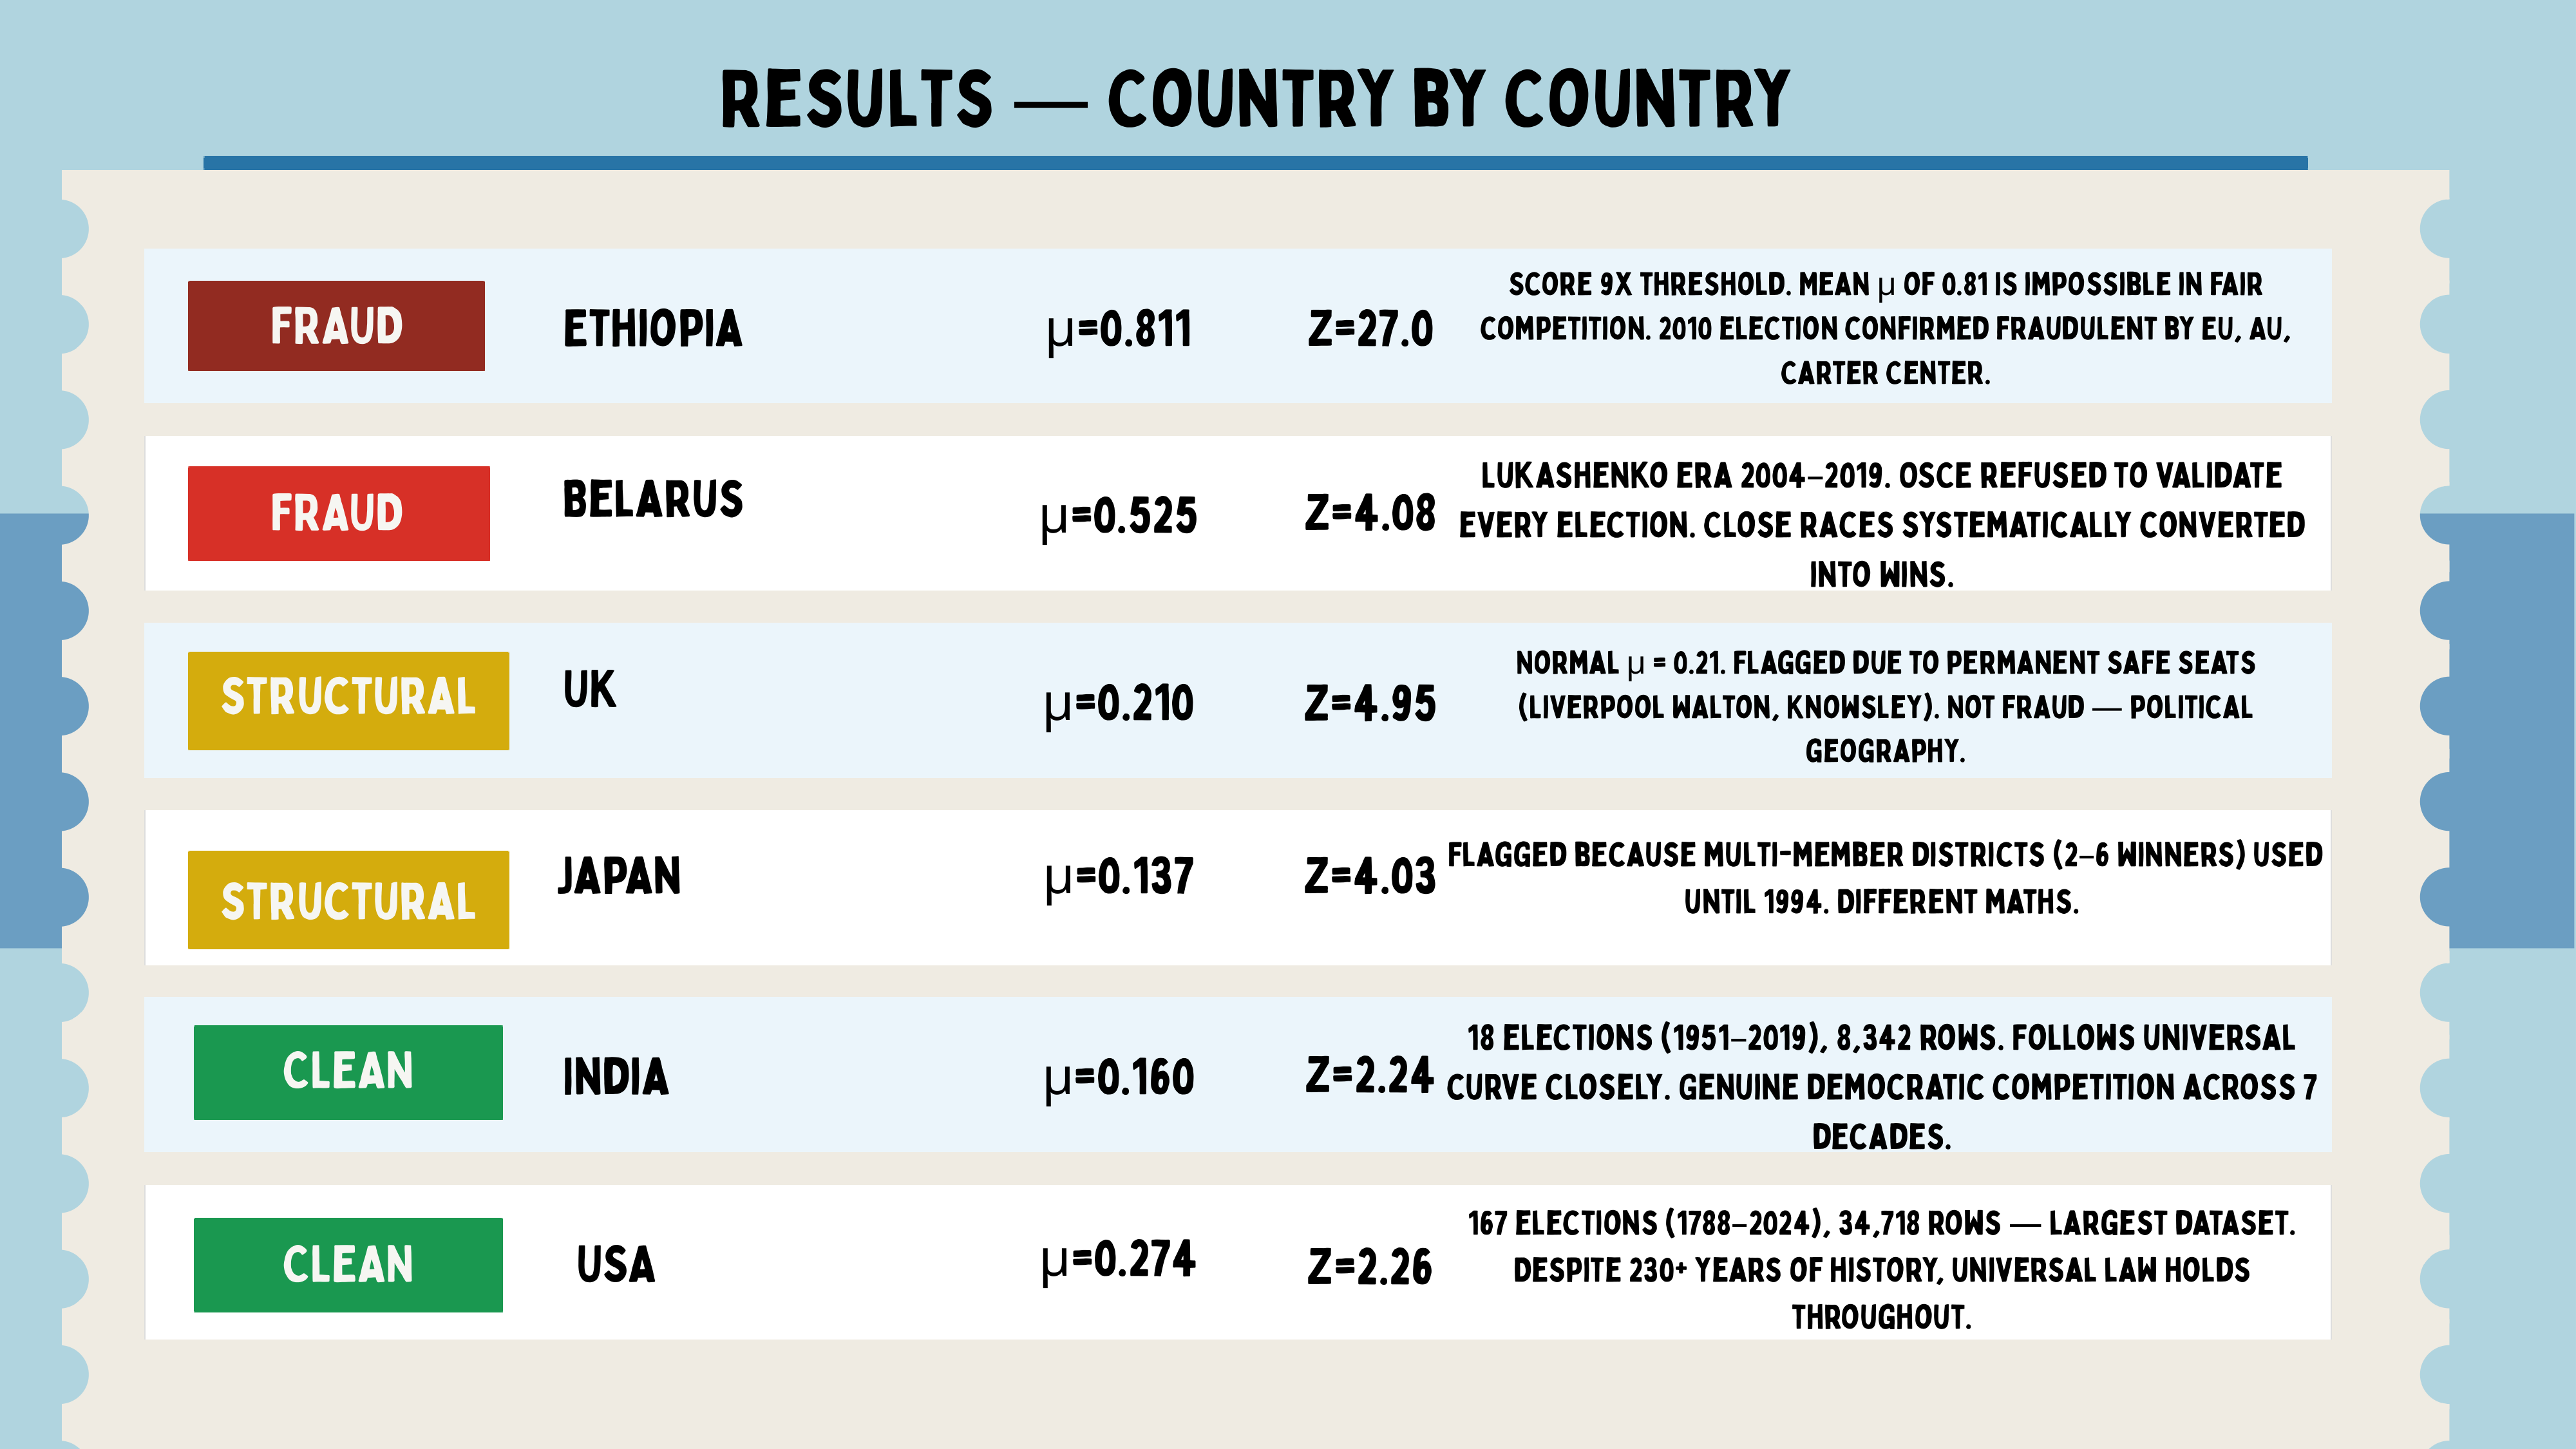 RESULTS — COUNTRY BY COUNTRY
FRAUD
ETHIOPIA
µ=0.811
Z=27.0
SCORE 9X THRESHOLD. MEAN µ OF 0.81 IS IMPOSSIBLE IN FAIR
COMPETITION. 2010 ELECTION CONFIRMED FRAUDULENT BY EU, AU,
CARTER CENTER.
FRAUD
BELARUS
µ=0.525
Z=4.08
LUKASHENKO ERA 2004–2019. OSCE REFUSED TO VALIDATE
EVERY ELECTION. CLOSE RACES SYSTEMATICALLY CONVERTED
INTO WINS.
STRUCTURAL
UK
µ=0.210
Z=4.95
NORMAL µ = 0.21. FLAGGED DUE TO PERMANENT SAFE SEATS
(LIVERPOOL WALTON, KNOWSLEY). NOT FRAUD — POLITICAL
GEOGRAPHY.
STRUCTURAL
JAPAN
µ=0.137
Z=4.03
FLAGGED BECAUSE MULTI-MEMBER DISTRICTS (2–6 WINNERS) USED
UNTIL 1994. DIFFERENT MATHS.
CLEAN
INDIA
µ=0.160
Z=2.24
18 ELECTIONS (1951–2019), 8,342 ROWS. FOLLOWS UNIVERSAL
CURVE CLOSELY. GENUINE DEMOCRATIC COMPETITION ACROSS 7
DECADES.
CLEAN
USA
µ=0.274
Z=2.26
167 ELECTIONS (1788–2024), 34,718 ROWS — LARGEST DATASET.
DESPITE 230+ YEARS OF HISTORY, UNIVERSAL LAW HOLDS
THROUGHOUT.